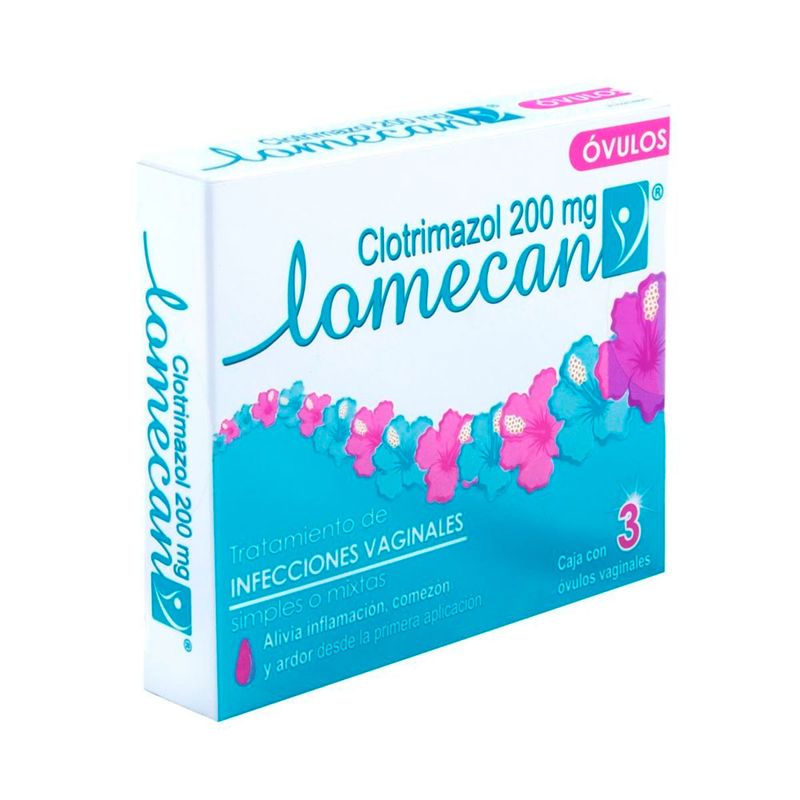 ÓVULOS
Clotrimazol 200 mg
lomecan®
ÓVULOS
Clotrimazol 200 mg
lomecan®
Tratamiento de
INFECCIONES VAGINALES
simples o mixtas
Alivia inflamación, comezón
y ardor desde la primera aplicación
3
Caja con
óvulos vaginales
Clotrimazol 200 mg
lomecan®